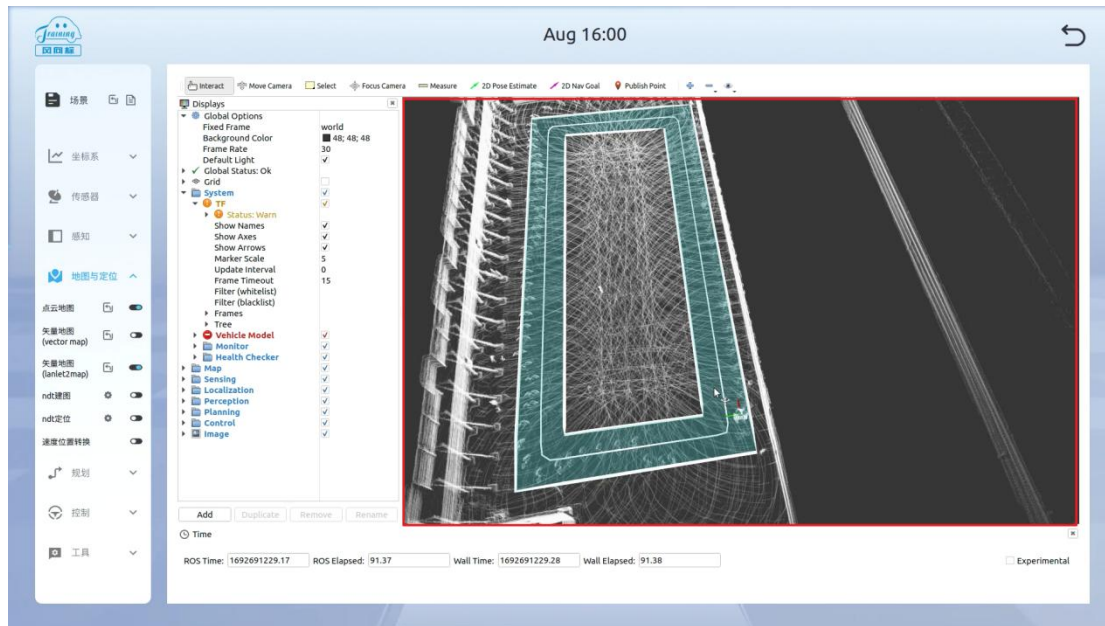 Training
Aug 16:00
场景
坐标系
传感器
感知
地图与定位
点云地图
矢量地图
(vector map)
矢量地图
(lanlet2map)
ndt建图
ndt定位
速度位置转换
规划
控制
工具
Interact Move Camera Select Focus Camera Measure 2D Pose Estimate 2D Nav Goal Publish Point
Displays
Global Options
Fixed Frame world
Background Color 48; 48; 48
Frame Rate 30
Default Light ✓
Global Status: Ok
Grid
System
TF
Status: Warn
Show Names
Show Axes
Show Arrows
Marker Scale 5
Update Interval 0
Frame Timeout 15
Filter (whitelist)
Filter (blacklist)
Frames
Tree
Vehicle Model
Monitor
Health Checker
Map
Sensing
Localization
Perception
Planning
Control
Image
Add Duplicate Remove Rename
Time
ROS Time: 1692691229.17 ROS Elapsed: 91.37 Wall Time: 1692691229.28 Wall Elapsed: 91.38 Experimental